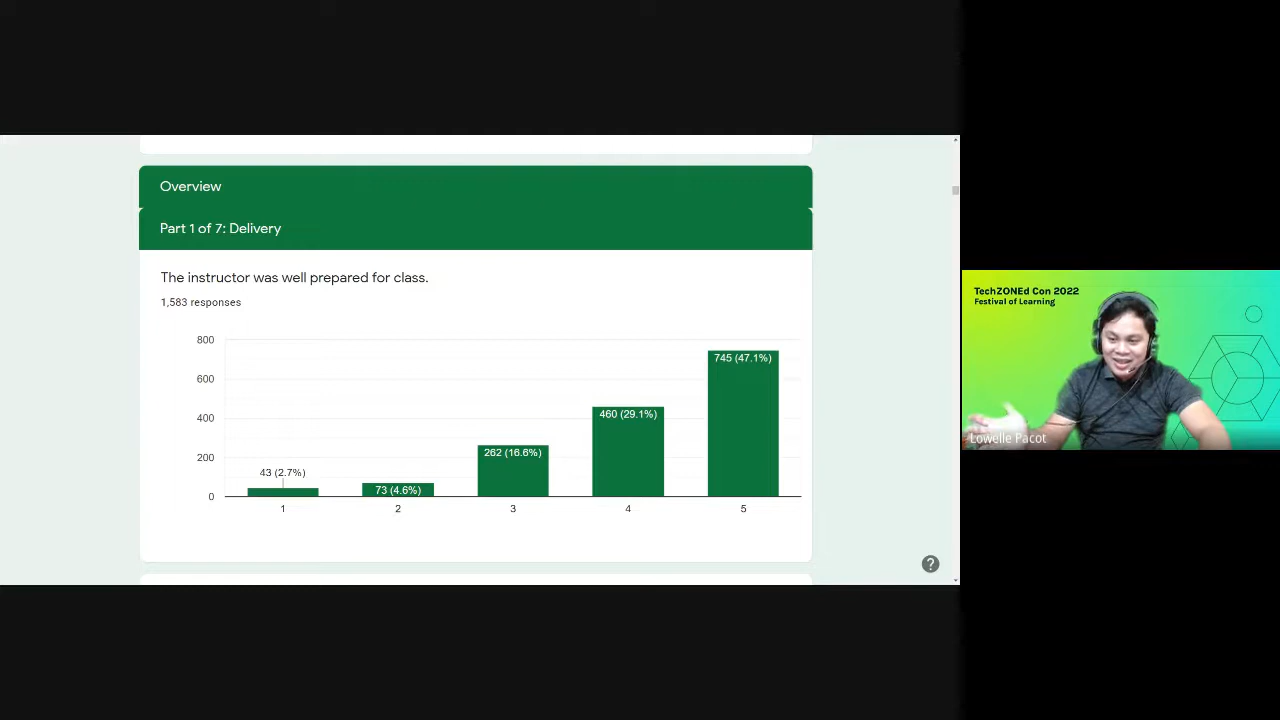 Overview
Part 1 of 7: Delivery
The instructor was well prepared for class.
1,583 responses
800
600
400
200
0
43 (2.7%)
73 (4.6%)
262 (16.6%)
460 (29.1%)
745 (47.1%)
1
2
3
4
5
?
TechZONEd Con 2022
Festival of Learning
Lowelle Pacot